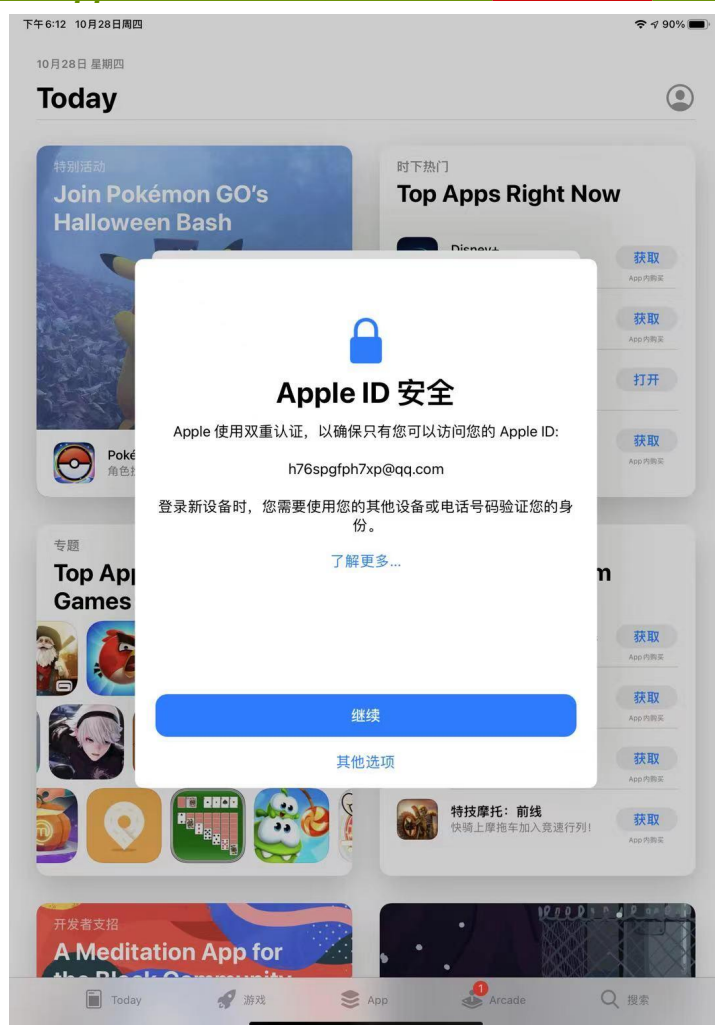 下午6:12 10月28日周四
90%
10月28日 星期四
Today
特别活动
Join Pokémon GO's
Halloween Bash
时下热门
Top Apps Right Now
Disney+
获取
App内购买
获取
App内购买
打开
获取
App内购买
Poké
角色
Apple ID 安全
Apple 使用双重认证，以确保只有您可以访问您的 Apple ID:
h76spgfph7xp@qq.com
登录新设备时，您需要使用您的其他设备或电话号码验证您的身
份。
了解更多...
继续
其他选项
专题
Top App
Games
m
获取
App内购买
获取
App内购买
获取
App内购买
特技摩托：前线
快骑上摩拖车加入竞速行列！
获取
App内购买
开发者支招
A Meditation App for
the Black Community
1
Today
游戏
App
Arcade
搜索